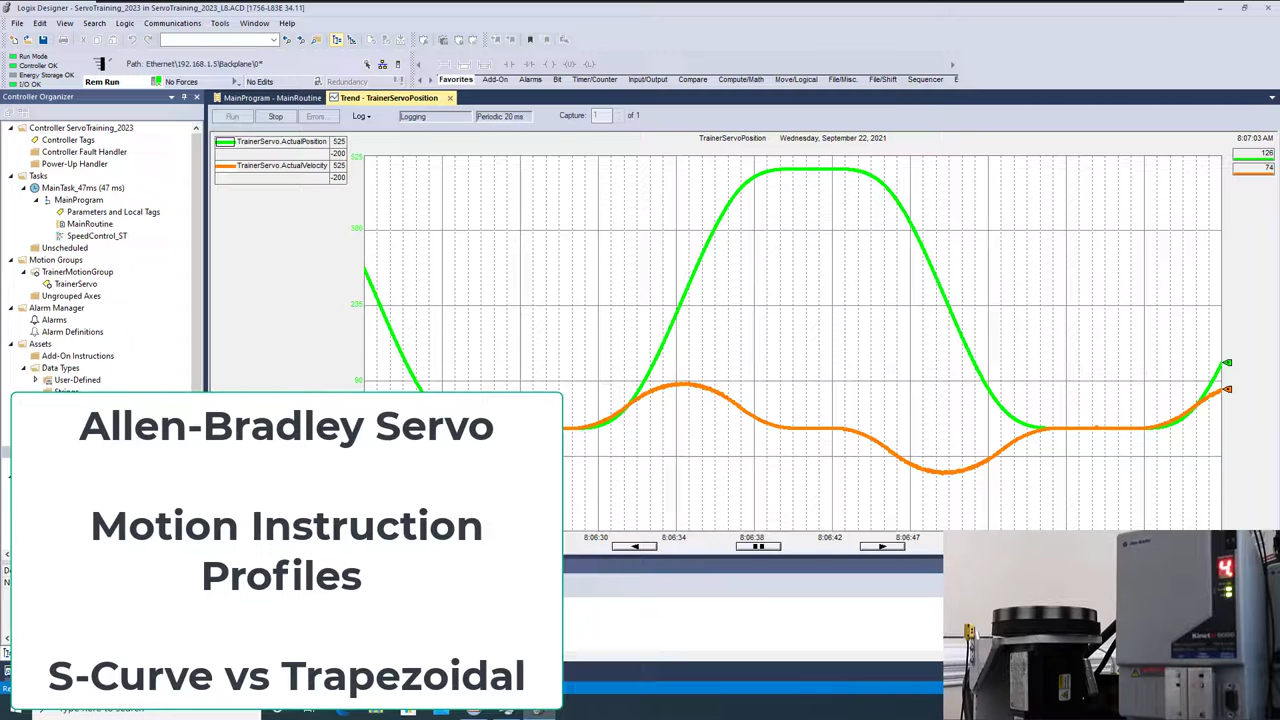 Logix Designer - ServoTraining_2023 in ServoTraining_2023_L8.ACD [1756-L83E 34.11]
File Edit View Search Logic Communications Tools Window Help
Run Mode
Controller OK
Energy Storage OK
I/O OK
Path: Ethernet\192.168.1.5\Backplane\0*
Rem Run No Forces No Edits Redundancy
Favorites Add-On Alarms Bit Timer/Counter Input/Output Compare Compute/Math Move/Logical File/Misc. File/Shift Sequencer
Controller Organizer
MainProgram - MainRoutine
Trend - TrainerServoPosition
Run Stop Errors... Log Logging Periodic 20 ms Capture: 1 of 1
Controller ServoTraining_2023
Controller Tags
Controller Fault Handler
Power-Up Handler
Tasks
MainTask_47ms (47 ms)
MainProgram
Parameters and Local Tags
MainRoutine
SpeedControl_ST
Unscheduled
Motion Groups
TrainerMotionGroup
TrainerServo
Ungrouped Axes
Alarm Manager
Alarms
Alarm Definitions
Assets
Add-On Instructions
Data Types
User-Defined
TrainerServoPosition Wednesday, September 22, 2021
8:07:03 AM
TrainerServo.ActualPosition 525
-200
TrainerServo.ActualVelocity 525
-200
126
74
525
380
235
90
8:06:30 8:06:34 8:06:38 8:06:42 8:06:47
Allen-Bradley Servo
Motion Instruction
Profiles
S-Curve vs Trapezoidal
Allen-Bradley
4